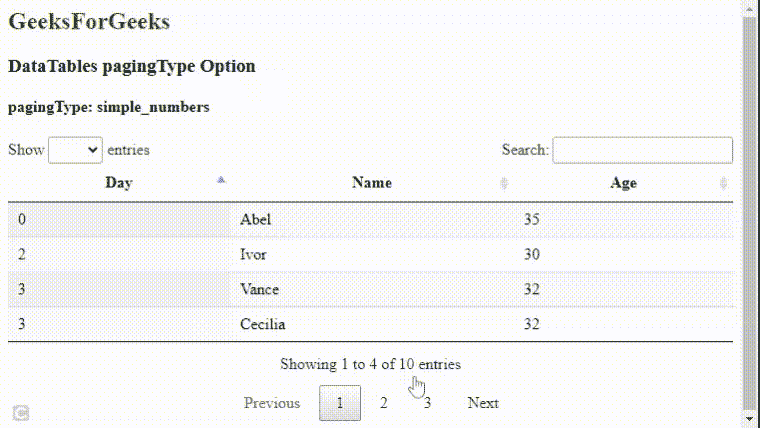 GeeksForGeeks
DataTables pagingType Option
pagingType: simple_numbers
Show entries Search:
Day Name Age
0 Abel 35
2 Ivor 30
3 Vance 32
3 Cecilia 32
Showing 1 to 4 of 10 entries
Previous 1 2 3 Next
C